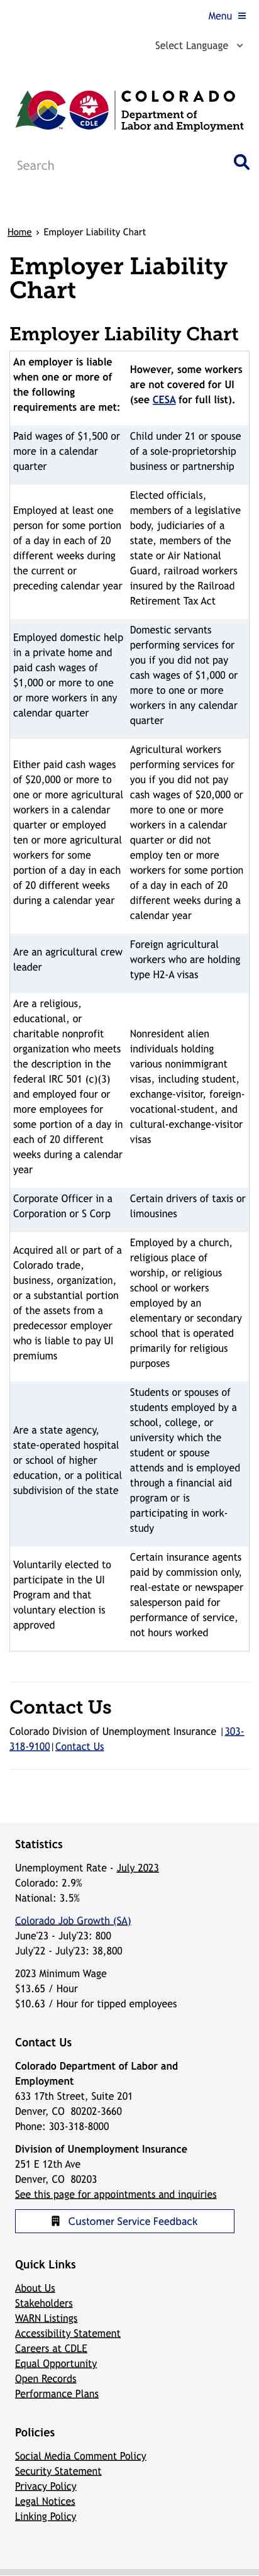 Menu
Select Language
COLORADO
CDLE
Department of
Labor and Employment
TM
Search
Home › Employer Liability Chart
Employer Liability
Chart
Employer Liability Chart
An employer is liable
when one or more of
the following
requirements are met:
However, some workers
are not covered for UI
(see CESA for full list).
Paid wages of $1,500 or
more in a calendar
quarter
Child under 21 or spouse
of a sole-proprietorship
business or partnership
Employed at least one
person for some portion
of a day in each of 20
different weeks during
the current or
preceding calendar year
Elected officials,
members of a legislative
body, judiciaries of a
state, members of the
state or Air National
Guard, railroad workers
insured by the Railroad
Retirement Tax Act
Employed domestic help
in a private home and
paid cash wages of
$1,000 or more to one
or more workers in any
calendar quarter
Domestic servants
performing services for
you if you did not pay
cash wages of $1,000 or
more to one or more
workers in any calendar
quarter
Either paid cash wages
of $20,000 or more to
one or more agricultural
workers in a calendar
quarter or employed
ten or more agricultural
workers for some
portion of a day in each
of 20 different weeks
during a calendar year
Agricultural workers
performing services for
you if you did not pay
cash wages of $20,000 or
more to one or more
workers in a calendar
quarter or did not
employ ten or more
workers for some portion
of a day in each of 20
different weeks during a
calendar year
Are an agricultural crew
leader
Foreign agricultural
workers who are holding
type H2-A visas
Are a religious,
educational, or
charitable nonprofit
organization who meets
the description in the
federal IRC 501 (c)(3)
and employed four or
more employees for
some portion of a day in
each of 20 different
weeks during a calendar
year
Nonresident alien
individuals holding
various nonimmigrant
visas, including student,
exchange-visitor, foreign-
vocational-student, and
cultural-exchange-visitor
visas
Corporate Officer in a
Corporation or S Corp
Certain drivers of taxis or
limousines
Acquired all or part of a
Colorado trade,
business, organization,
or a substantial portion
of the assets from a
predecessor employer
who is liable to pay UI
premiums
Employed by a church,
religious place of
worship, or religious
school or workers
employed by an
elementary or secondary
school that is operated
primarily for religious
purposes
Are a state agency,
state-operated hospital
or school of higher
education, or a political
subdivision of the state
Students or spouses of
students employed by a
school, college, or
university which the
student or spouse
attends and is employed
through a financial aid
program or is
participating in work-
study
Voluntarily elected to
participate in the UI
Program and that
voluntary election is
approved
Certain insurance agents
paid by commission only,
real-estate or newspaper
salesperson paid for
performance of service,
not hours worked
Contact Us
Colorado Division of Unemployment Insurance | 303-
318-9100 | Contact Us
Statistics
Unemployment Rate - July 2023
Colorado: 2.9%
National: 3.5%
Colorado Job Growth (SA)
June'23 - July'23: 800
July'22 - July'23: 38,800
2023 Minimum Wage
$13.65 / Hour
$10.63 / Hour for tipped employees
Contact Us
Colorado Department of Labor and
Employment
633 17th Street, Suite 201
Denver, CO 80202-3660
Phone: 303-318-8000
Division of Unemployment Insurance
251 E 12th Ave
Denver, CO 80203
See this page for appointments and inquiries
Customer Service Feedback
Quick Links
About Us
Stakeholders
WARN Listings
Accessibility Statement
Careers at CDLE
Equal Opportunity
Open Records
Performance Plans
Policies
Social Media Comment Policy
Security Statement
Privacy Policy
Legal Notices
Linking Policy